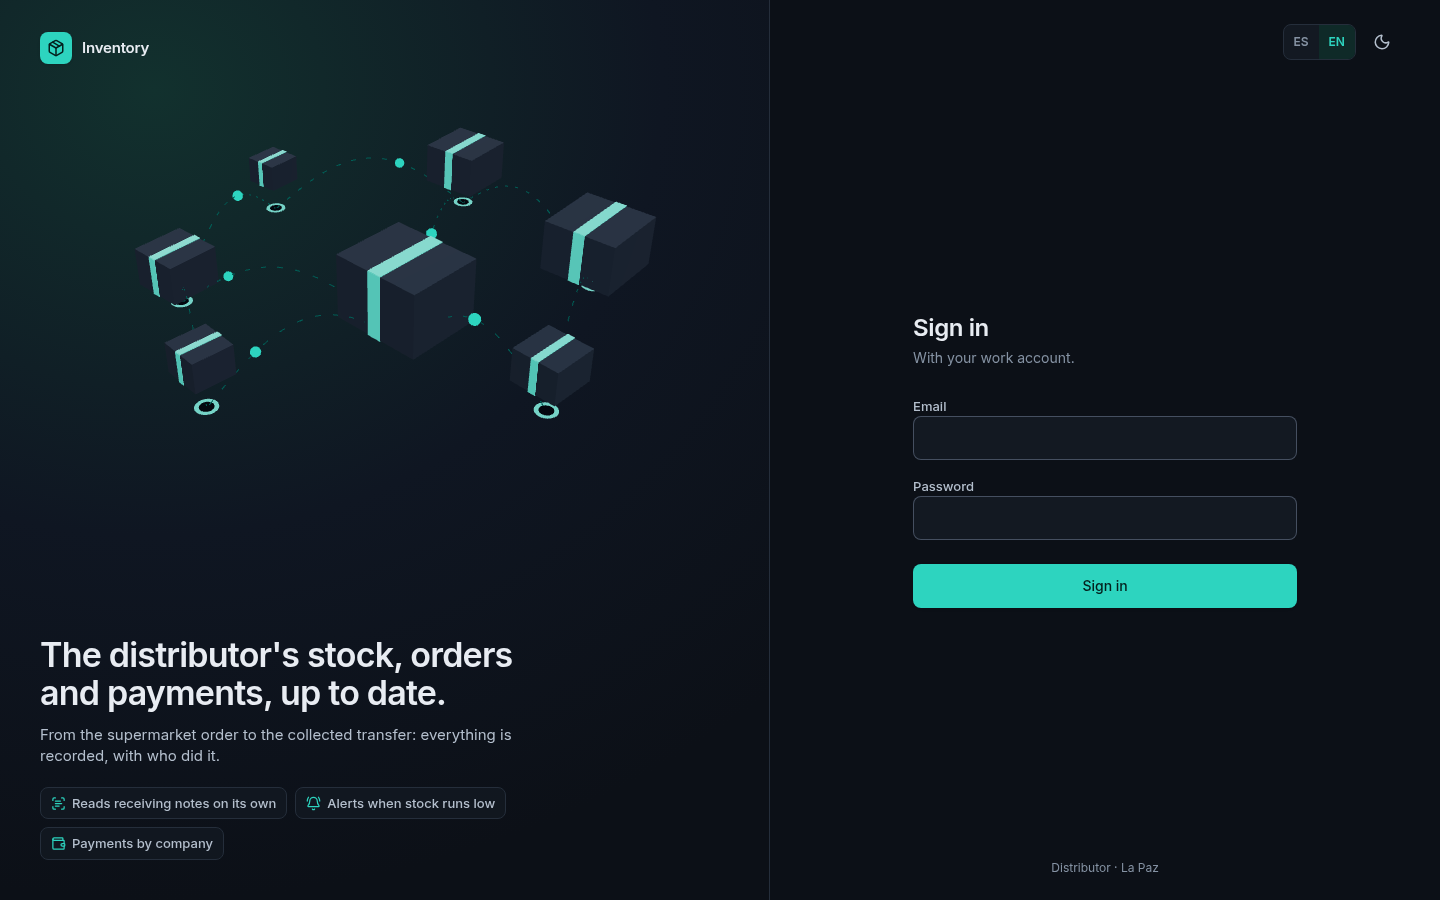 Inventory
ES EN
The distributor's stock, orders
and payments, up to date.
From the supermarket order to the collected transfer: everything is
recorded, with who did it.
Reads receiving notes on its own
Alerts when stock runs low
Payments by company
Sign in
With your work account.
Email
Password
Sign in
Distributor · La Paz